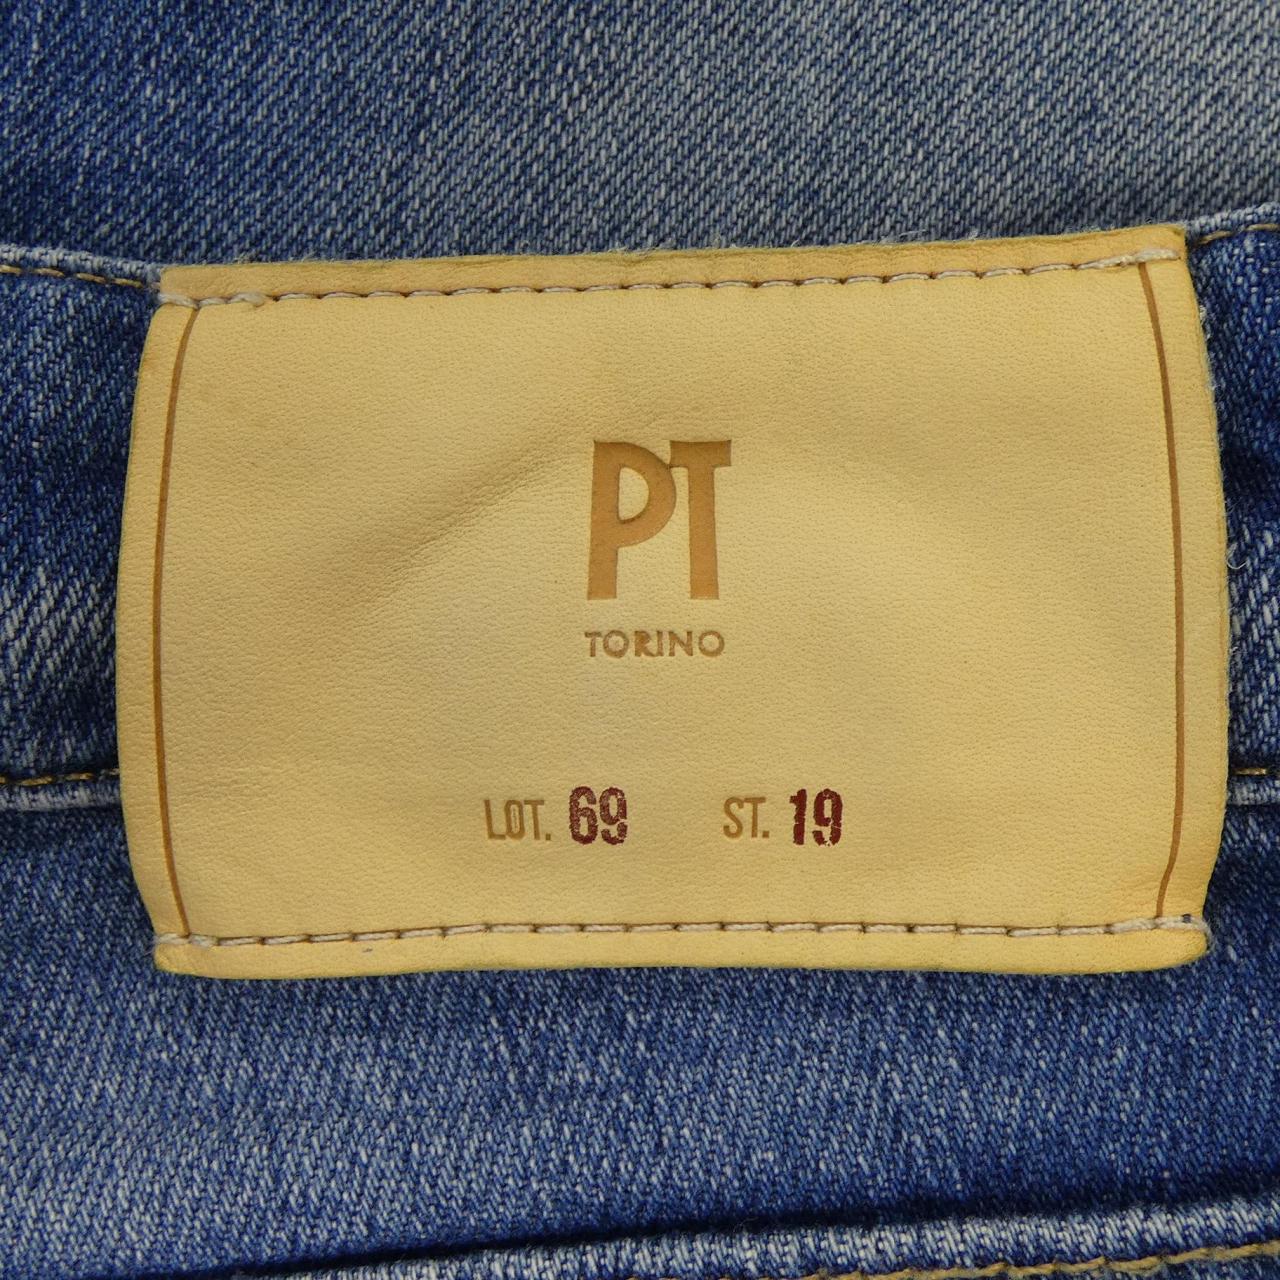 PT
TORINO
LOT. 69 ST. 19